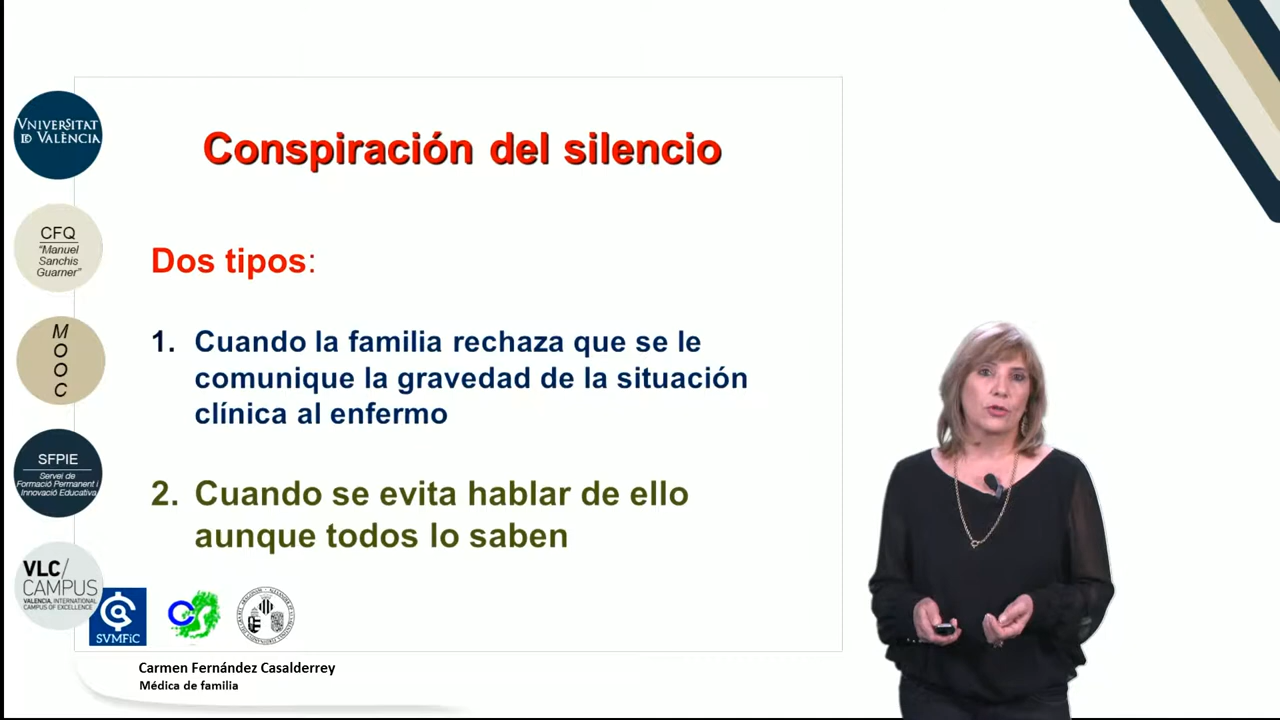 VNIVERSITAT
ID VALÈNCIA
CFQ
"Manuel
Sanchis
Guarner"
M
O
O
C
SFPIE
Servei de
Formació Permanent i
Innovació Educativa
VLC/
CAMPUS
VALENCIA, INTERNATIONAL
CAMPUS OF EXCELLENCE
Conspiración del silencio
Dos tipos:
1. Cuando la familia rechaza que se le
comunique la gravedad de la situación
clínica al enfermo
2. Cuando se evita hablar de ello
aunque todos lo saben
SVMFiC
Carmen Fernández Casalderrey
Médica de familia